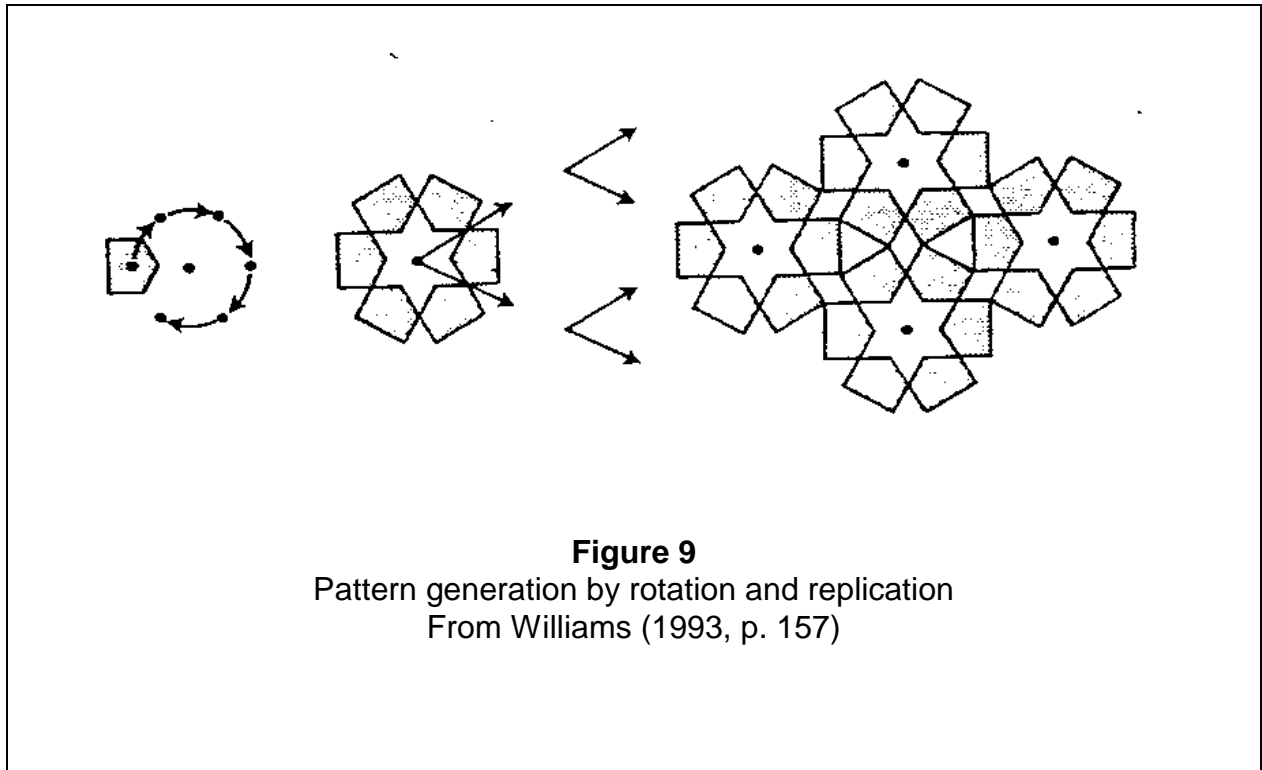 Figure 9
Pattern generation by rotation and replication
From Williams (1993, p. 157)